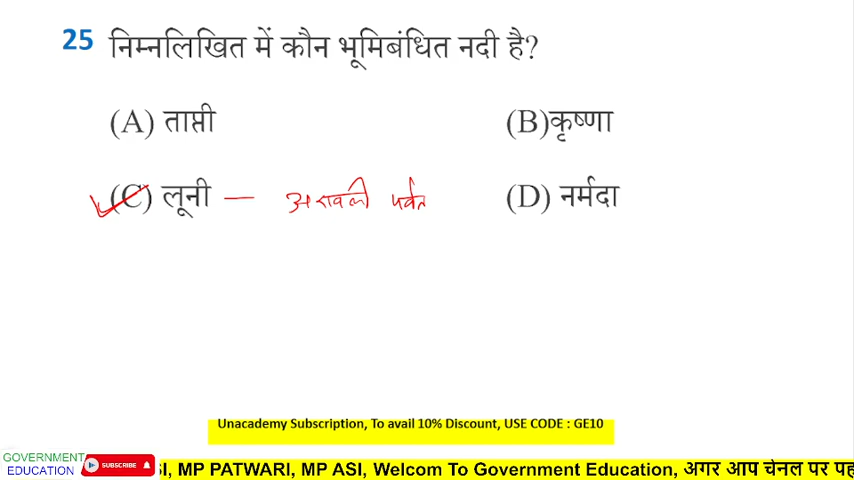 25 निम्नलिखित में कौन भूमिबंधित नदी है?
(A) ताप्ती (B)कृष्णा
(C) लूनी — अरावली पर्वत (D) नर्मदा
Unacademy Subscription, To avail 10% Discount, USE CODE : GE10
GOVERNMENT
EDUCATION
SUBSCRIBE
SI, MP PATWARI, MP ASI, Welcom To Government Education, अगर आप चेनल पर पह